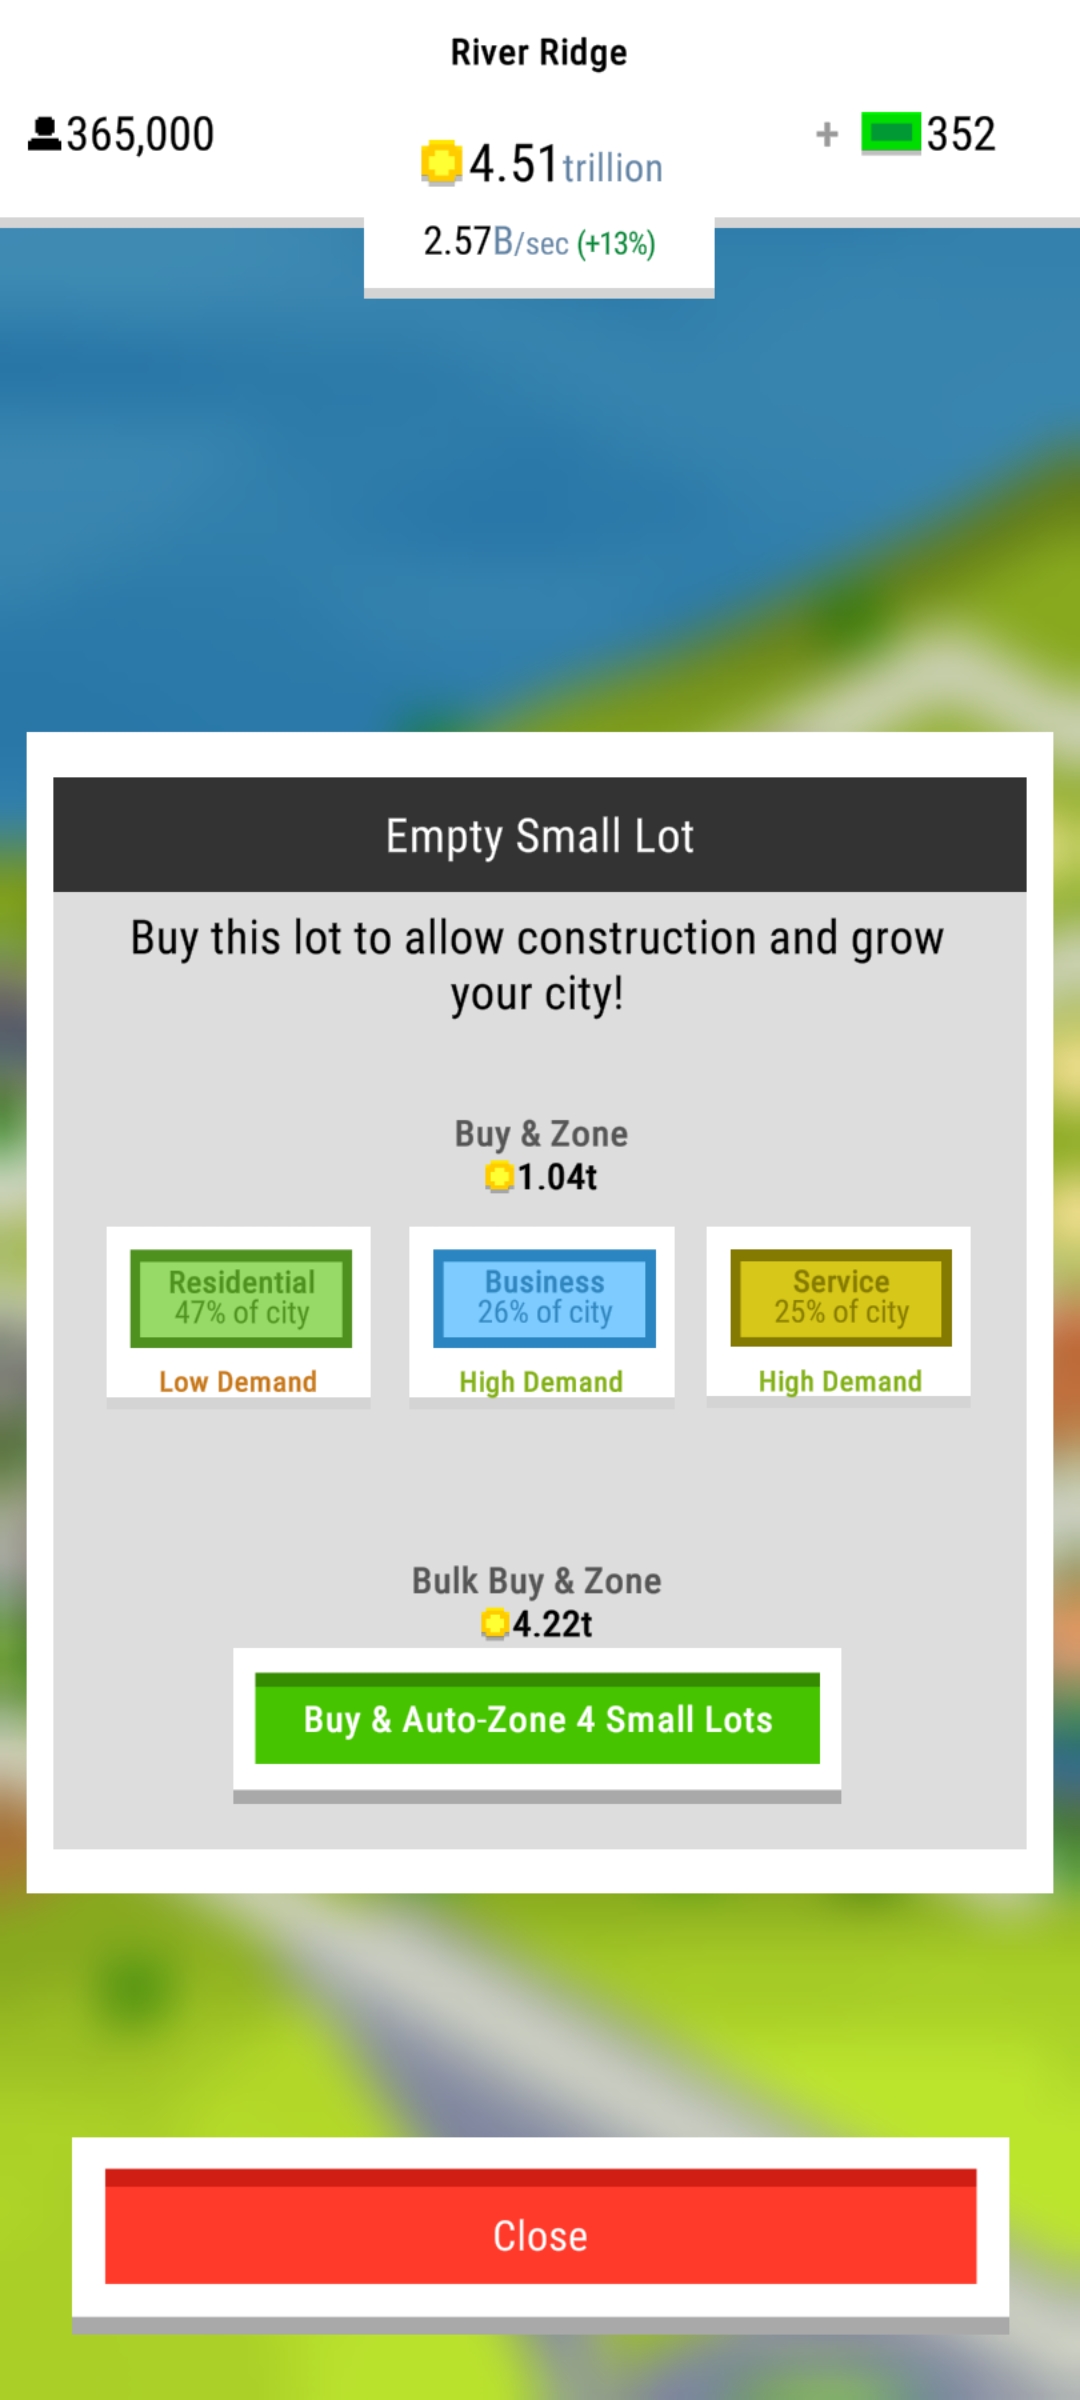 River Ridge
365,000
4.51trillion
+ 352
2.57B/sec (+13%)
Empty Small Lot
Buy this lot to allow construction and grow
your city!
Buy & Zone
1.04t
Residential
47% of city
Low Demand
Business
26% of city
High Demand
Service
25% of city
High Demand
Bulk Buy & Zone
4.22t
Buy & Auto-Zone 4 Small Lots
Close